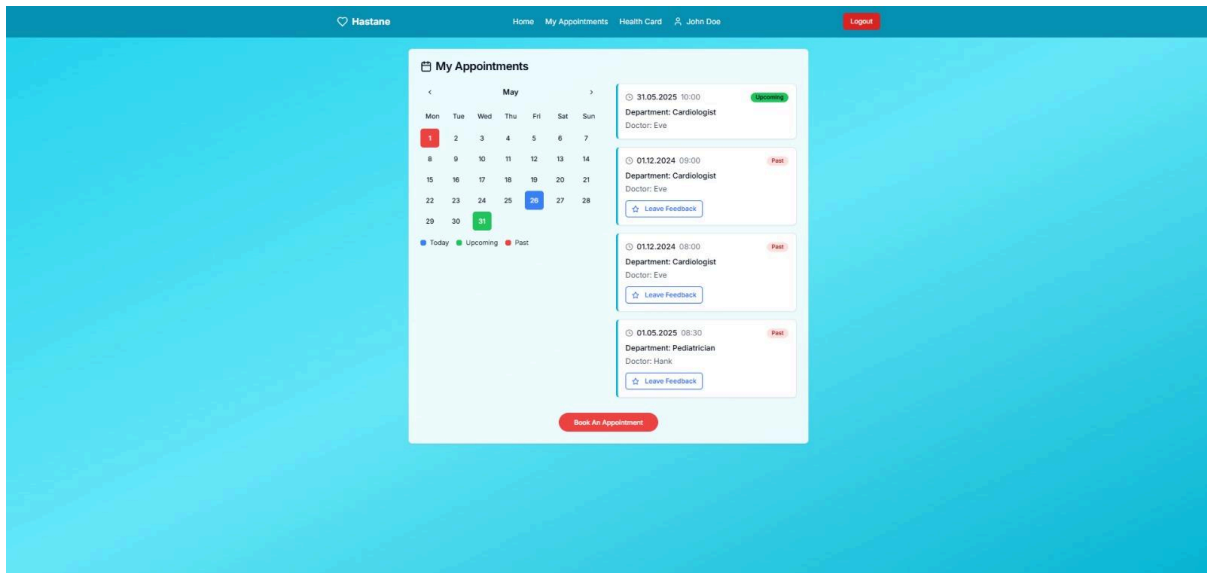 Hastane
Home My Appointments Health Card John Doe
Logout
My Appointments
‹ May ›
Mon Tue Wed Thu Fri Sat Sun
1 2 3 4 5 6 7
8 9 10 11 12 13 14
15 16 17 18 19 20 21
22 23 24 25 26 27 28
29 30 31
Today Upcoming Past
31.05.2025 10:00 Upcoming
Department: Cardiologist
Doctor: Eve
01.12.2024 09:00 Past
Department: Cardiologist
Doctor: Eve
Leave Feedback
01.12.2024 08:00 Past
Department: Cardiologist
Doctor: Eve
Leave Feedback
01.05.2025 08:30 Past
Department: Pediatrician
Doctor: Hank
Leave Feedback
Book An Appointment